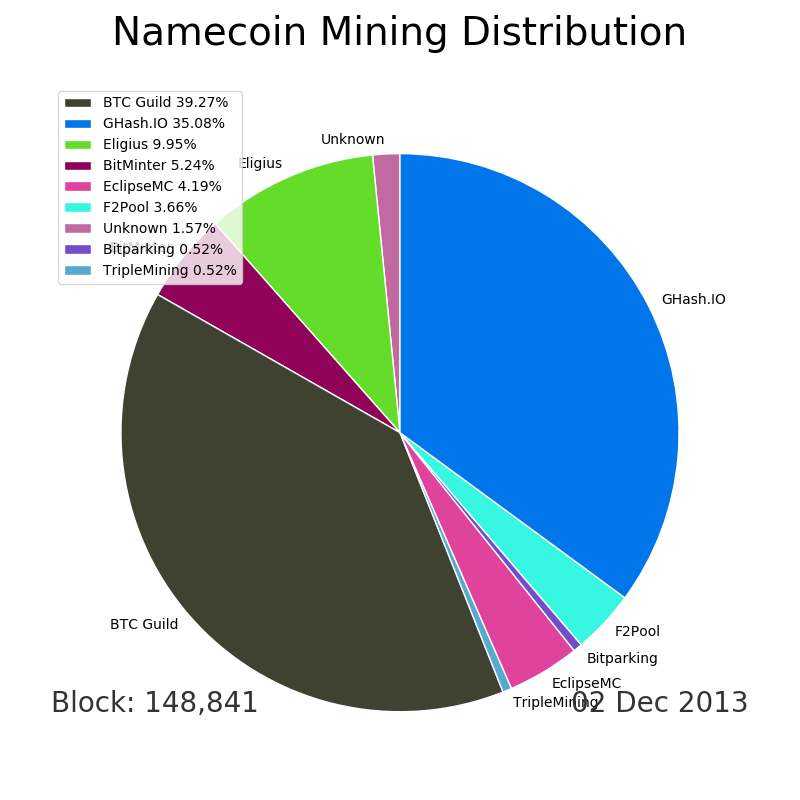 Namecoin Mining Distribution
BTC Guild 39.27%
GHash.IO 35.08%
Eligius 9.95%
BitMinter 5.24%
EclipseMC 4.19%
F2Pool 3.66%
Unknown 1.57%
Bitparking 0.52%
TripleMining 0.52%
Unknown
Eligius
BitMinter
GHash.IO
BTC Guild
F2Pool
Bitparking
EclipseMC
TripleMining
Block: 148,841
02 Dec 2013